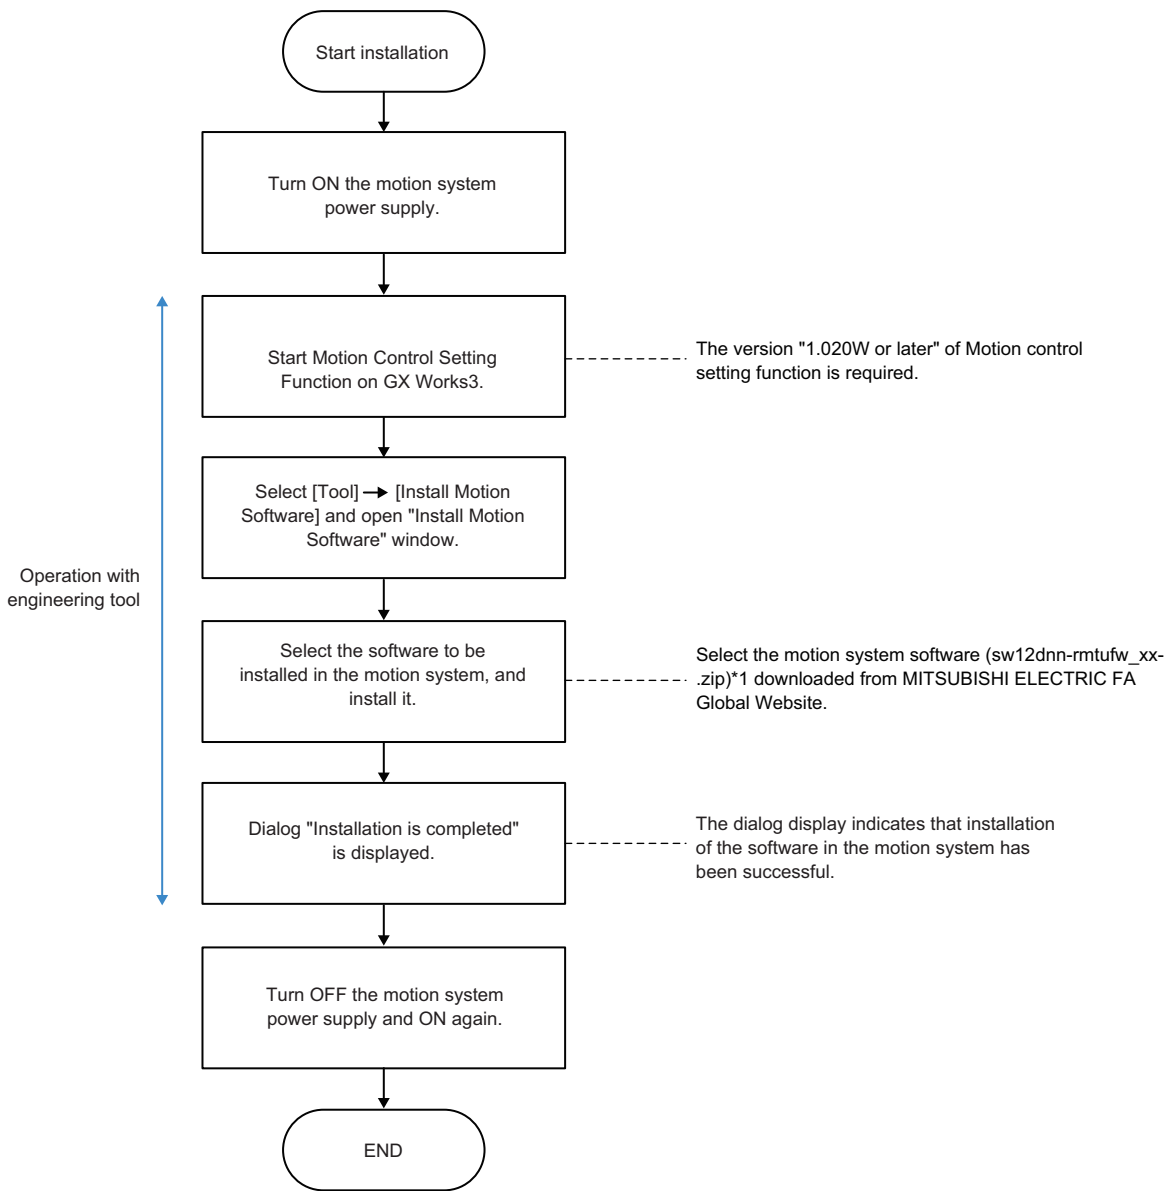 Start installation
Turn ON the motion system
power supply.
Start Motion Control Setting
Function on GX Works3.
The version "1.020W or later" of Motion control
setting function is required.
Select [Tool] → [Install Motion
Software] and open "Install Motion
Software" window.
Operation with
engineering tool
Select the software to be
installed in the motion system, and
install it.
Select the motion system software (sw12dnn-rmtufw_xx-
.zip)*1 downloaded from MITSUBISHI ELECTRIC FA
Global Website.
Dialog "Installation is completed"
is displayed.
The dialog display indicates that installation
of the software in the motion system has
been successful.
Turn OFF the motion system
power supply and ON again.
END